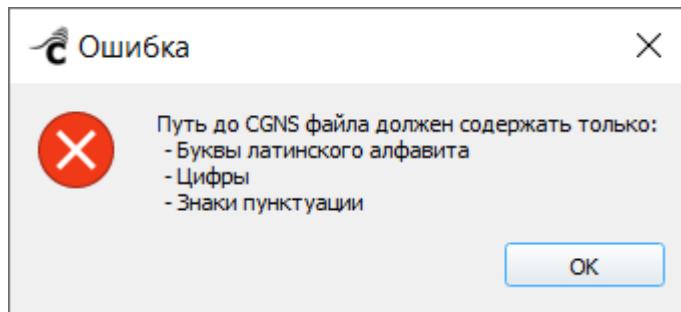 Ошибка
Путь до CGNS файла должен содержать только:
- Буквы латинского алфавита
- Цифры
- Знаки пунктуации
OK